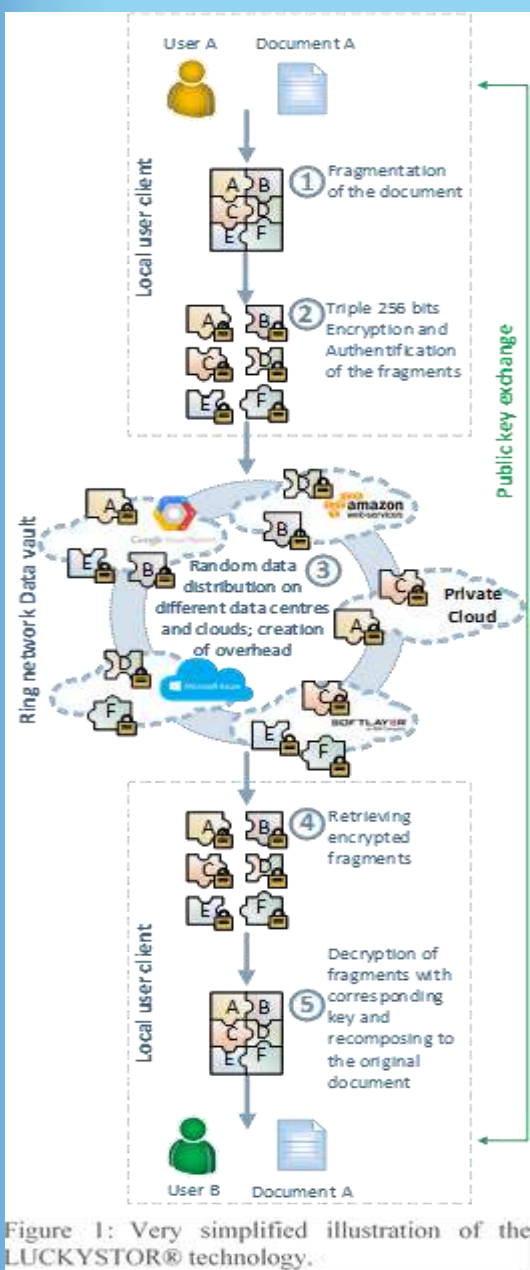 User A
Document A
Local user client
A B
C D
E F
1 Fragmentation
of the document
A B
C D
E F
2 Triple 256 bits
Encryption and
Authentification
of the fragments
Public key exchange
Ring network Data vault
D
amazon
web services
B
A
E
B
C
Private
Cloud
A
Random data 3
distribution on
different data centres
and clouds; creation
of overhead
D
F
Microsoft Azure
C
SOFTLAYER
E
F
Local user client
A B
C D
E F
4 Retrieving
encrypted
fragments
A B
C D
E F
5 Decryption of
fragments with
corresponding
key and
recomposing to
the original
document
User B
Document A
Figure 1: Very simplified illustration of the
LUCKYSTOR® technology.